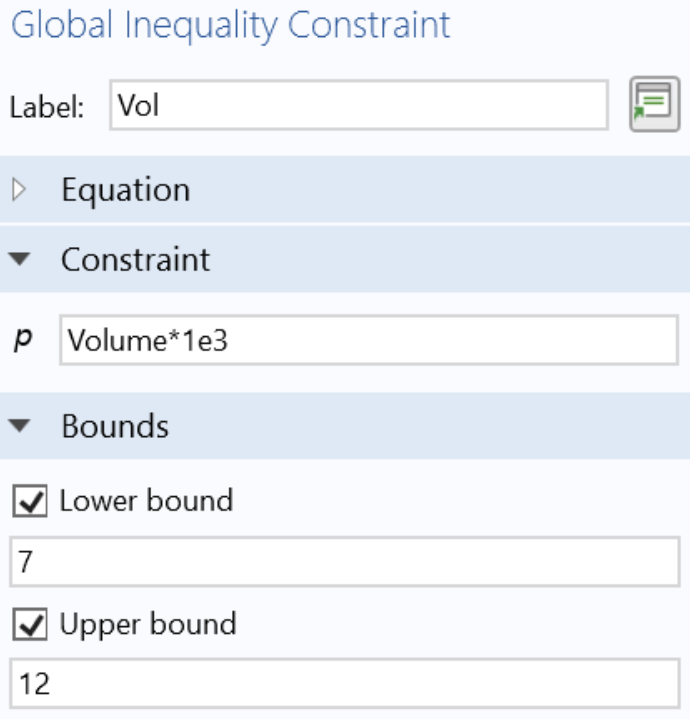 Global Inequality Constraint
Label: Vol
Equation
Constraint
p Volume*1e3
Bounds
Lower bound
7
Upper bound
12